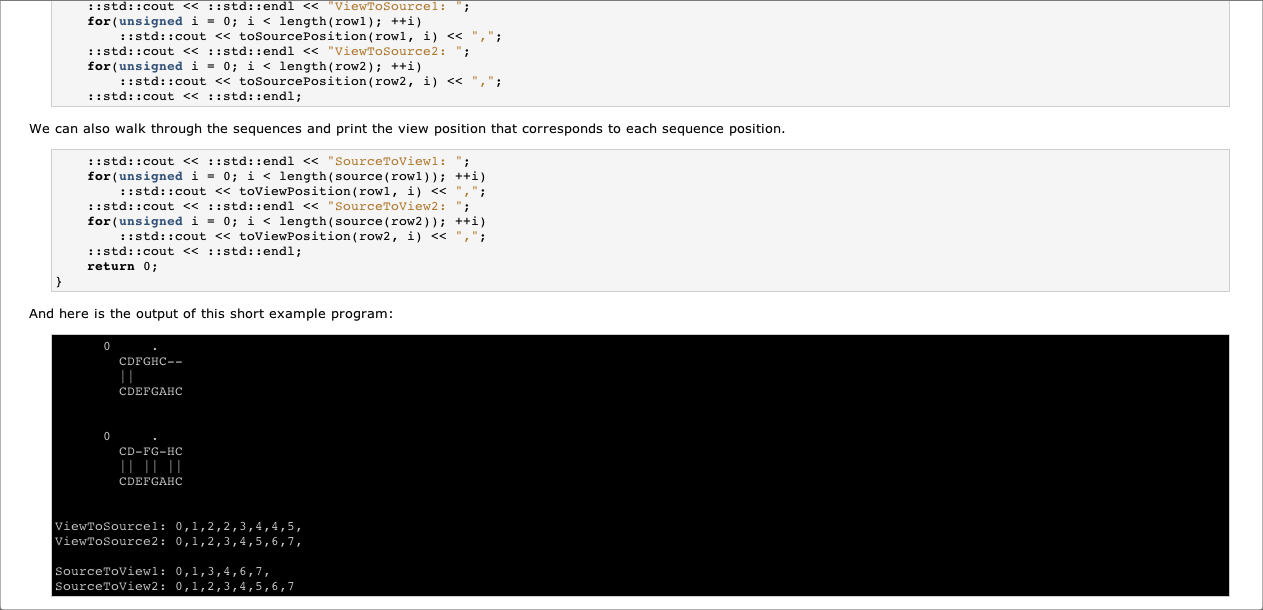 ::std::cout << ::std::endl << "ViewToSource1: ";
    for(unsigned i = 0; i < length(row1); ++i)
        ::std::cout << toSourcePosition(row1, i) << ",";
    ::std::cout << ::std::endl << "ViewToSource2: ";
    for(unsigned i = 0; i < length(row2); ++i)
        ::std::cout << toSourcePosition(row2, i) << ",";
    ::std::cout << ::std::endl;
We can also walk through the sequences and print the view position that corresponds to each sequence position.
    ::std::cout << ::std::endl << "SourceToView1: ";
    for(unsigned i = 0; i < length(source(row1)); ++i)
        ::std::cout << toViewPosition(row1, i) << ",";
    ::std::cout << ::std::endl << "SourceToView2: ";
    for(unsigned i = 0; i < length(source(row2)); ++i)
        ::std::cout << toViewPosition(row2, i) << ",";
    ::std::cout << ::std::endl;
    return 0;
}
And here is the output of this short example program:
      0     .
        CDFGHC--
        ||
        CDEFGAHC
      0     .
        CD-FG-HC
        || || ||
        CDEFGAHC
ViewToSource1: 0,1,2,2,3,4,4,5,
ViewToSource2: 0,1,2,3,4,5,6,7,
SourceToView1: 0,1,3,4,6,7,
SourceToView2: 0,1,2,3,4,5,6,7